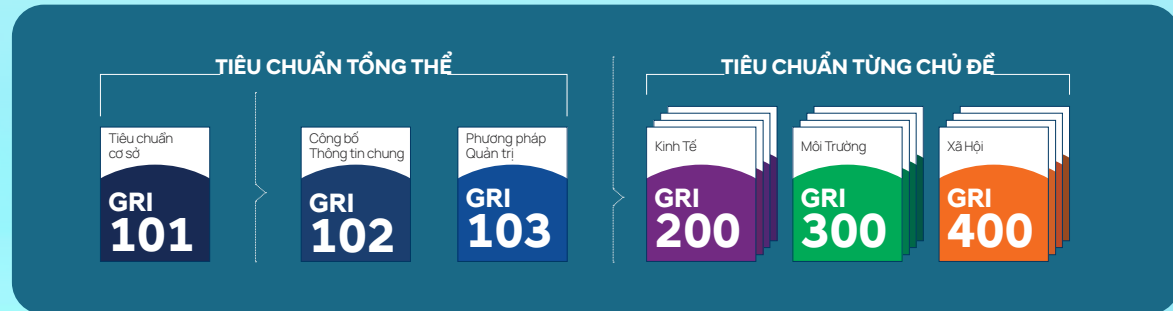 TIÊU CHUẨN TỔNG THỂ
TIÊU CHUẨN TỪNG CHỦ ĐỀ
Tiêu chuẩn
cơ sở
GRI
101
Công bố
Thông tin chung
GRI
102
Phương pháp
Quản trị
GRI
103
Kinh Tế
GRI
200
Môi Trường
GRI
300
Xã Hội
GRI
400